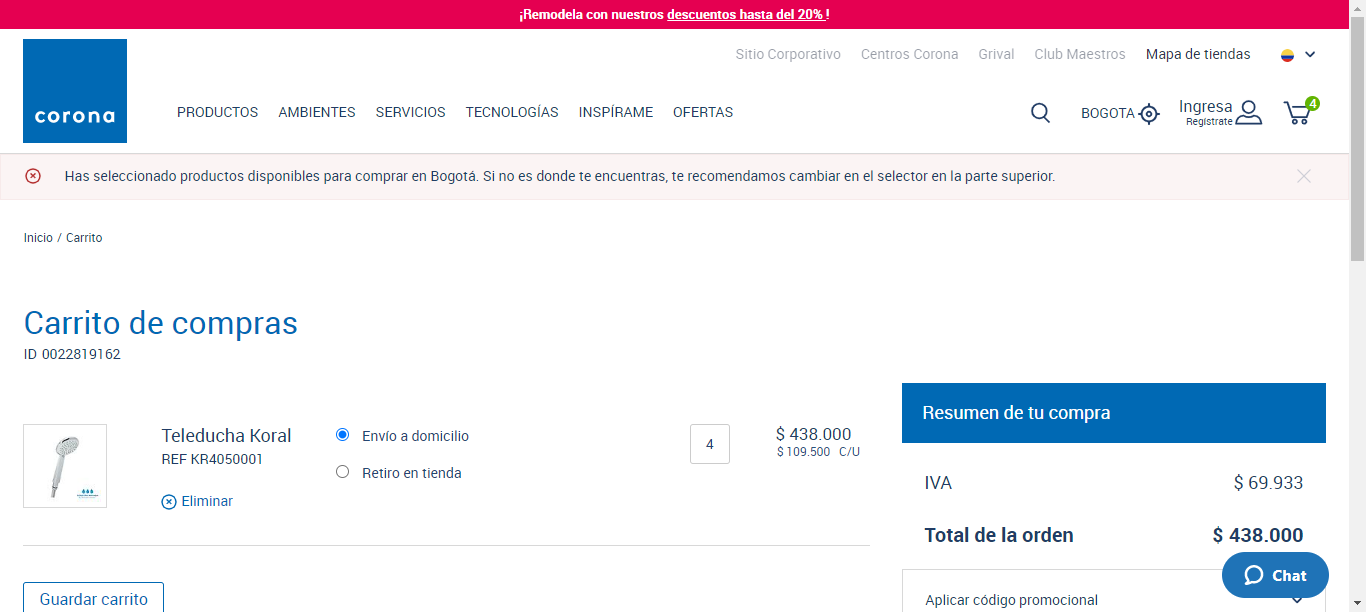 ¡Remodela con nuestros descuentos hasta del 20% !
Sitio Corporativo Centros Corona Grival Club Maestros Mapa de tiendas
corona
PRODUCTOS AMBIENTES SERVICIOS TECNOLOGÍAS INSPÍRAME OFERTAS
BOGOTA
Ingresa
Regístrate
4
Has seleccionado productos disponibles para comprar en Bogotá. Si no es donde te encuentras, te recomendamos cambiar en el selector en la parte superior.
Inicio / Carrito
Carrito de compras
ID 0022819162
Teleducha Koral
REF KR4050001
Eliminar
Envío a domicilio
Retiro en tienda
4
$ 438.000
$ 109.500 C/U
Guardar carrito
Resumen de tu compra
IVA $ 69.933
Total de la orden $ 438.000
Aplicar código promocional
Chat